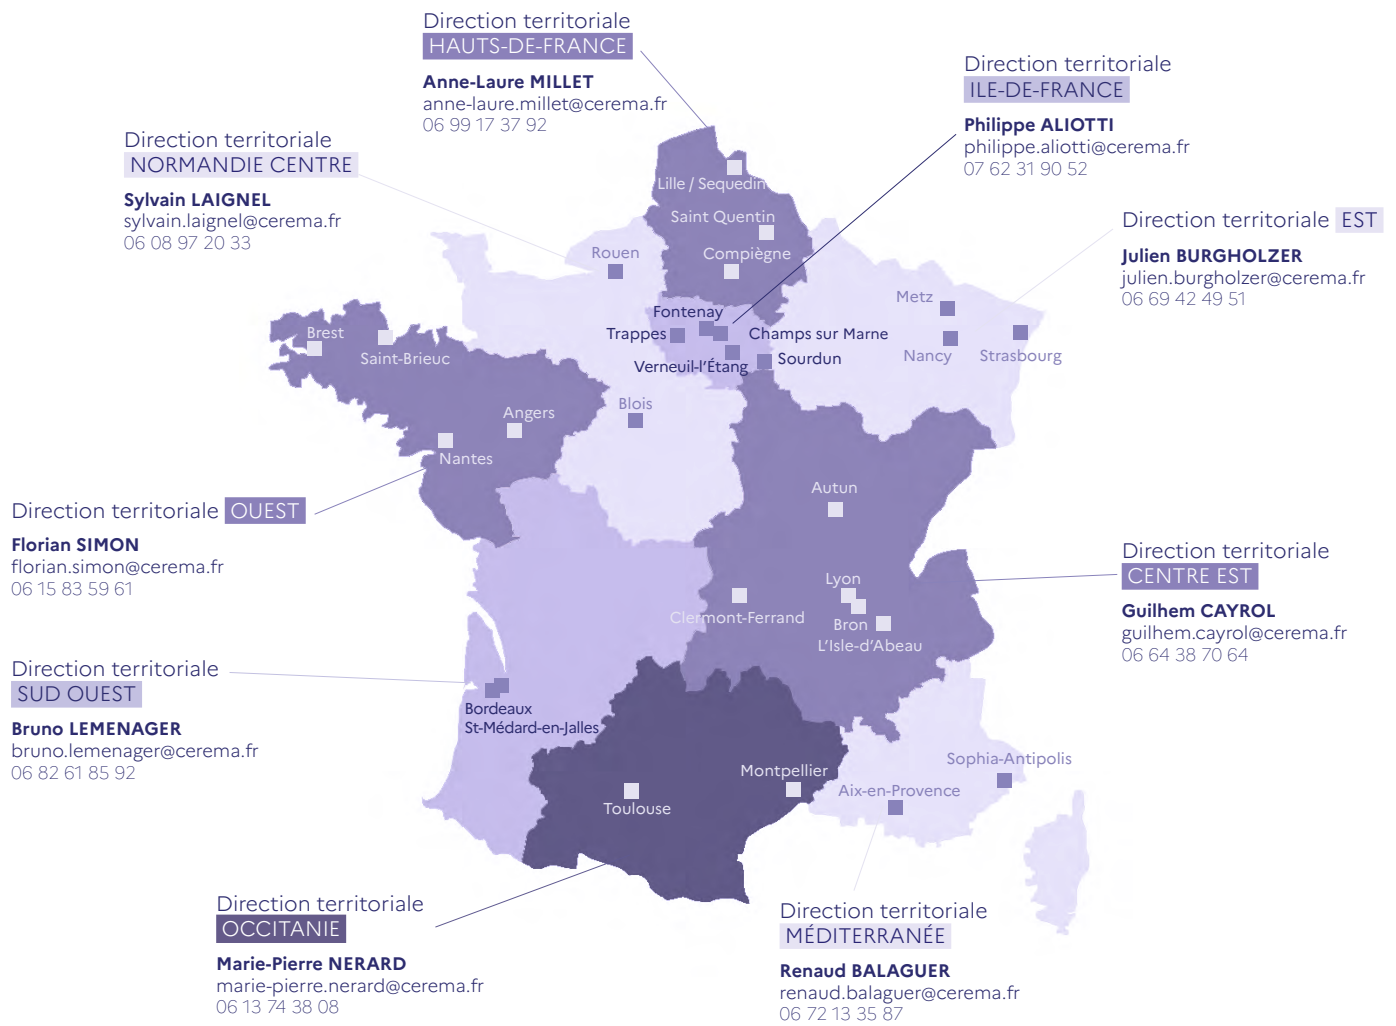 Direction territoriale
HAUTS-DE-FRANCE
Anne-Laure MILLET
anne-laure.millet@cerema.fr
06 99 17 37 92
Direction territoriale
ILE-DE-FRANCE
Philippe ALIOTTI
philippe.aliotti@cerema.fr
07 62 31 90 52
Direction territoriale
NORMANDIE CENTRE
Sylvain LAIGNEL
sylvain.laignel@cerema.fr
06 08 97 20 33
Direction territoriale EST
Julien BURGHOLZER
julien.burgholzer@cerema.fr
06 69 42 49 51
Lille / Sequedin
Saint Quentin
Compiègne
Rouen
Metz
Nancy
Strasbourg
Fontenay
Trappes
Champs sur Marne
Verneuil-l'Étang
Sourdun
Brest
Saint-Brieuc
Angers
Nantes
Blois
Direction territoriale OUEST
Florian SIMON
florian.simon@cerema.fr
06 15 83 59 61
Autun
Lyon
Clermont-Ferrand
Bron
L'Isle-d'Abeau
Direction territoriale
CENTRE EST
Guilhem CAYROL
guilhem.cayrol@cerema.fr
06 64 38 70 64
Direction territoriale
SUD OUEST
Bruno LEMENAGER
bruno.lemenager@cerema.fr
06 82 61 85 92
Bordeaux
St-Médard-en-Jalles
Toulouse
Montpellier
Sophia-Antipolis
Aix-en-Provence
Direction territoriale
OCCITANIE
Marie-Pierre NERARD
marie-pierre.nerard@cerema.fr
06 13 74 38 08
Direction territoriale
MÉDITERRANÉE
Renaud BALAGUER
renaud.balaguer@cerema.fr
06 72 13 35 87